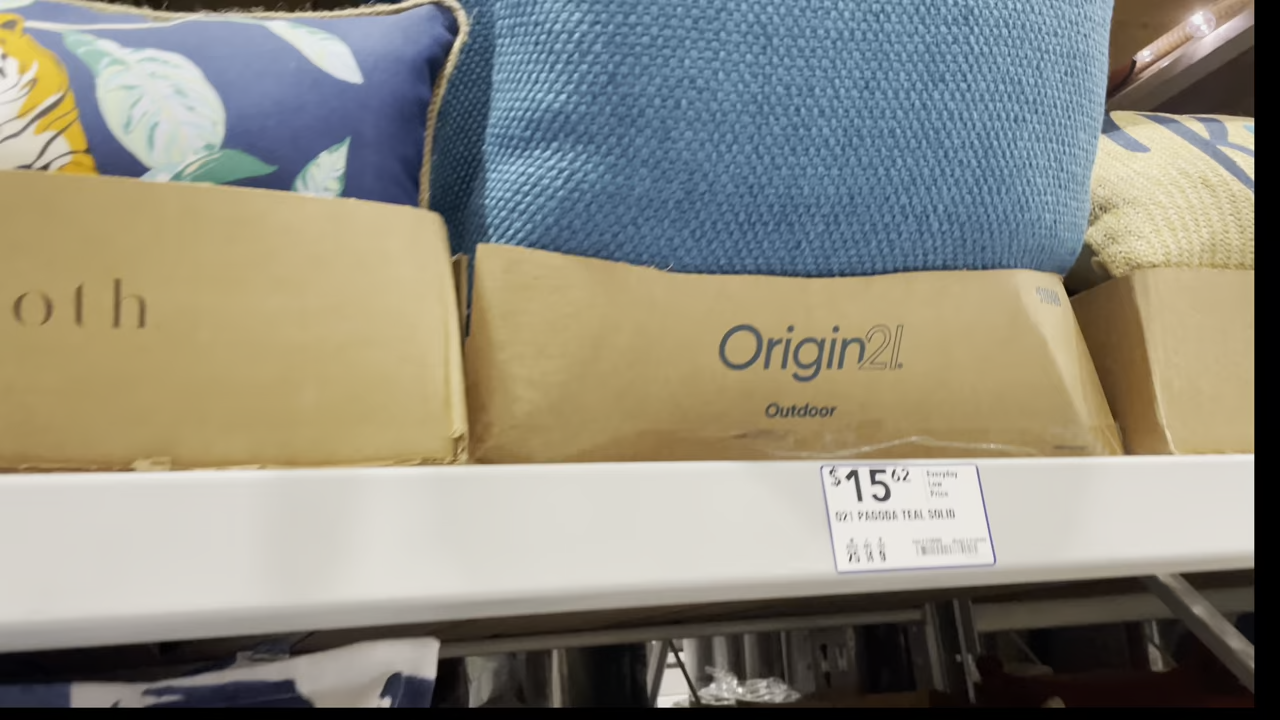 oth
Origin21.
Outdoor
$15 62
Everyday
Low
Price
O21 PAGODA TEAL SOLID